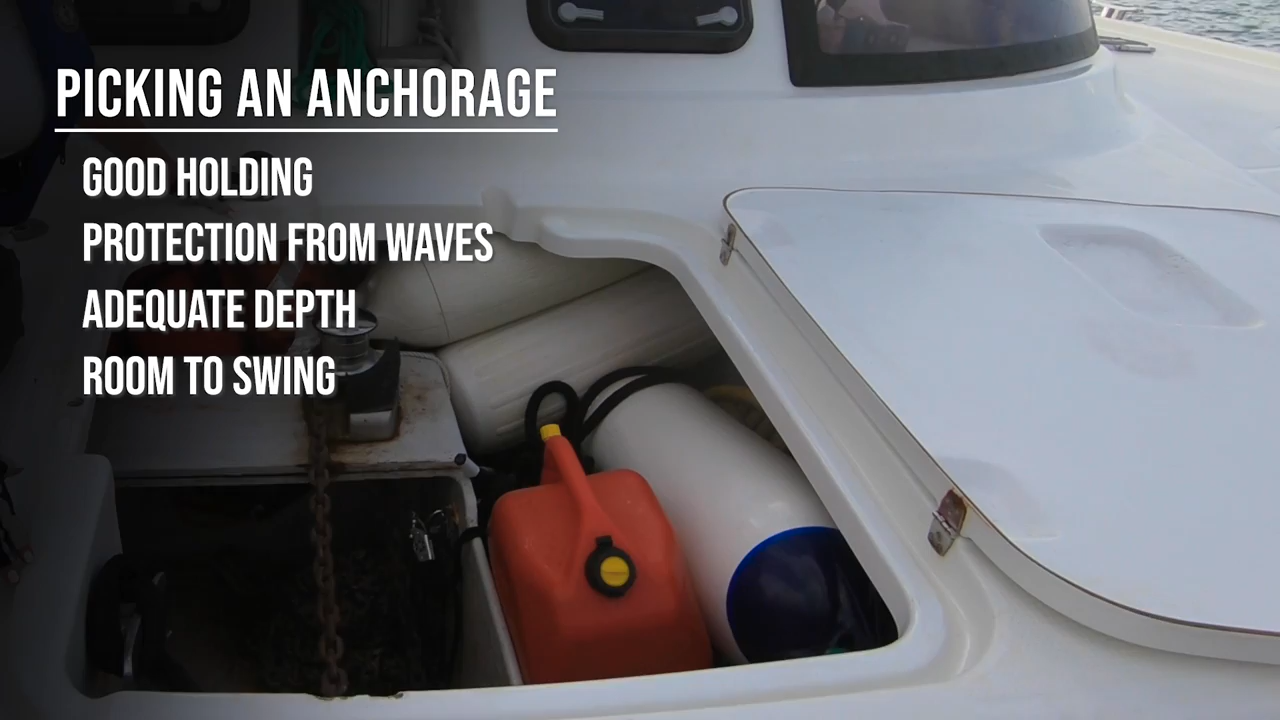 PICKING AN ANCHORAGE
GOOD HOLDING
PROTECTION FROM WAVES
ADEQUATE DEPTH
ROOM TO SWING